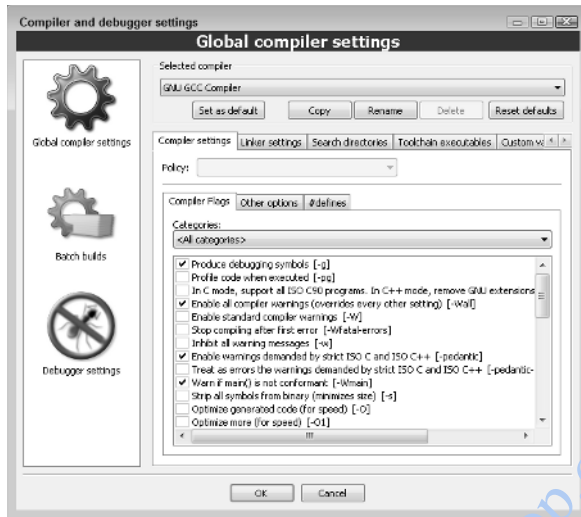 Compiler and debugger settings
Global compiler settings
Selected compiler
GNU GCC Compiler
Set as default
Copy
Rename
Delete
Reset defaults
Global compiler settings
Compiler settings
Linker settings
Search directories
Toolchain executables
Policy:
Compiler Flags
Other options
#defines
Categories:
<All categories>
Batch builds
Produce debugging symbols [-g]
Profile code when executed [-pg]
In C mode, support all ISO C90 programs. In C++ mode, remove GNU extensions
Enable all compiler warnings (overrides every other setting) [-Wall]
Enable standard compiler warnings [-W]
Stop compiling after first error [-Wfatal-errors]
Inhibit all warning messages [-w]
Enable warnings demanded by strict ISO C and ISO C++ [-pedantic]
Treat as errors the warnings demanded by strict ISO C and ISO C++ [-pedantic-
Warn if main() is not conformant [-Wmain]
Strip all symbols from binary (minimizes size) [-s]
Optimize generated code (for speed) [-O]
Optimize more (for speed) [-O1]
Debugger settings
OK
Cancel